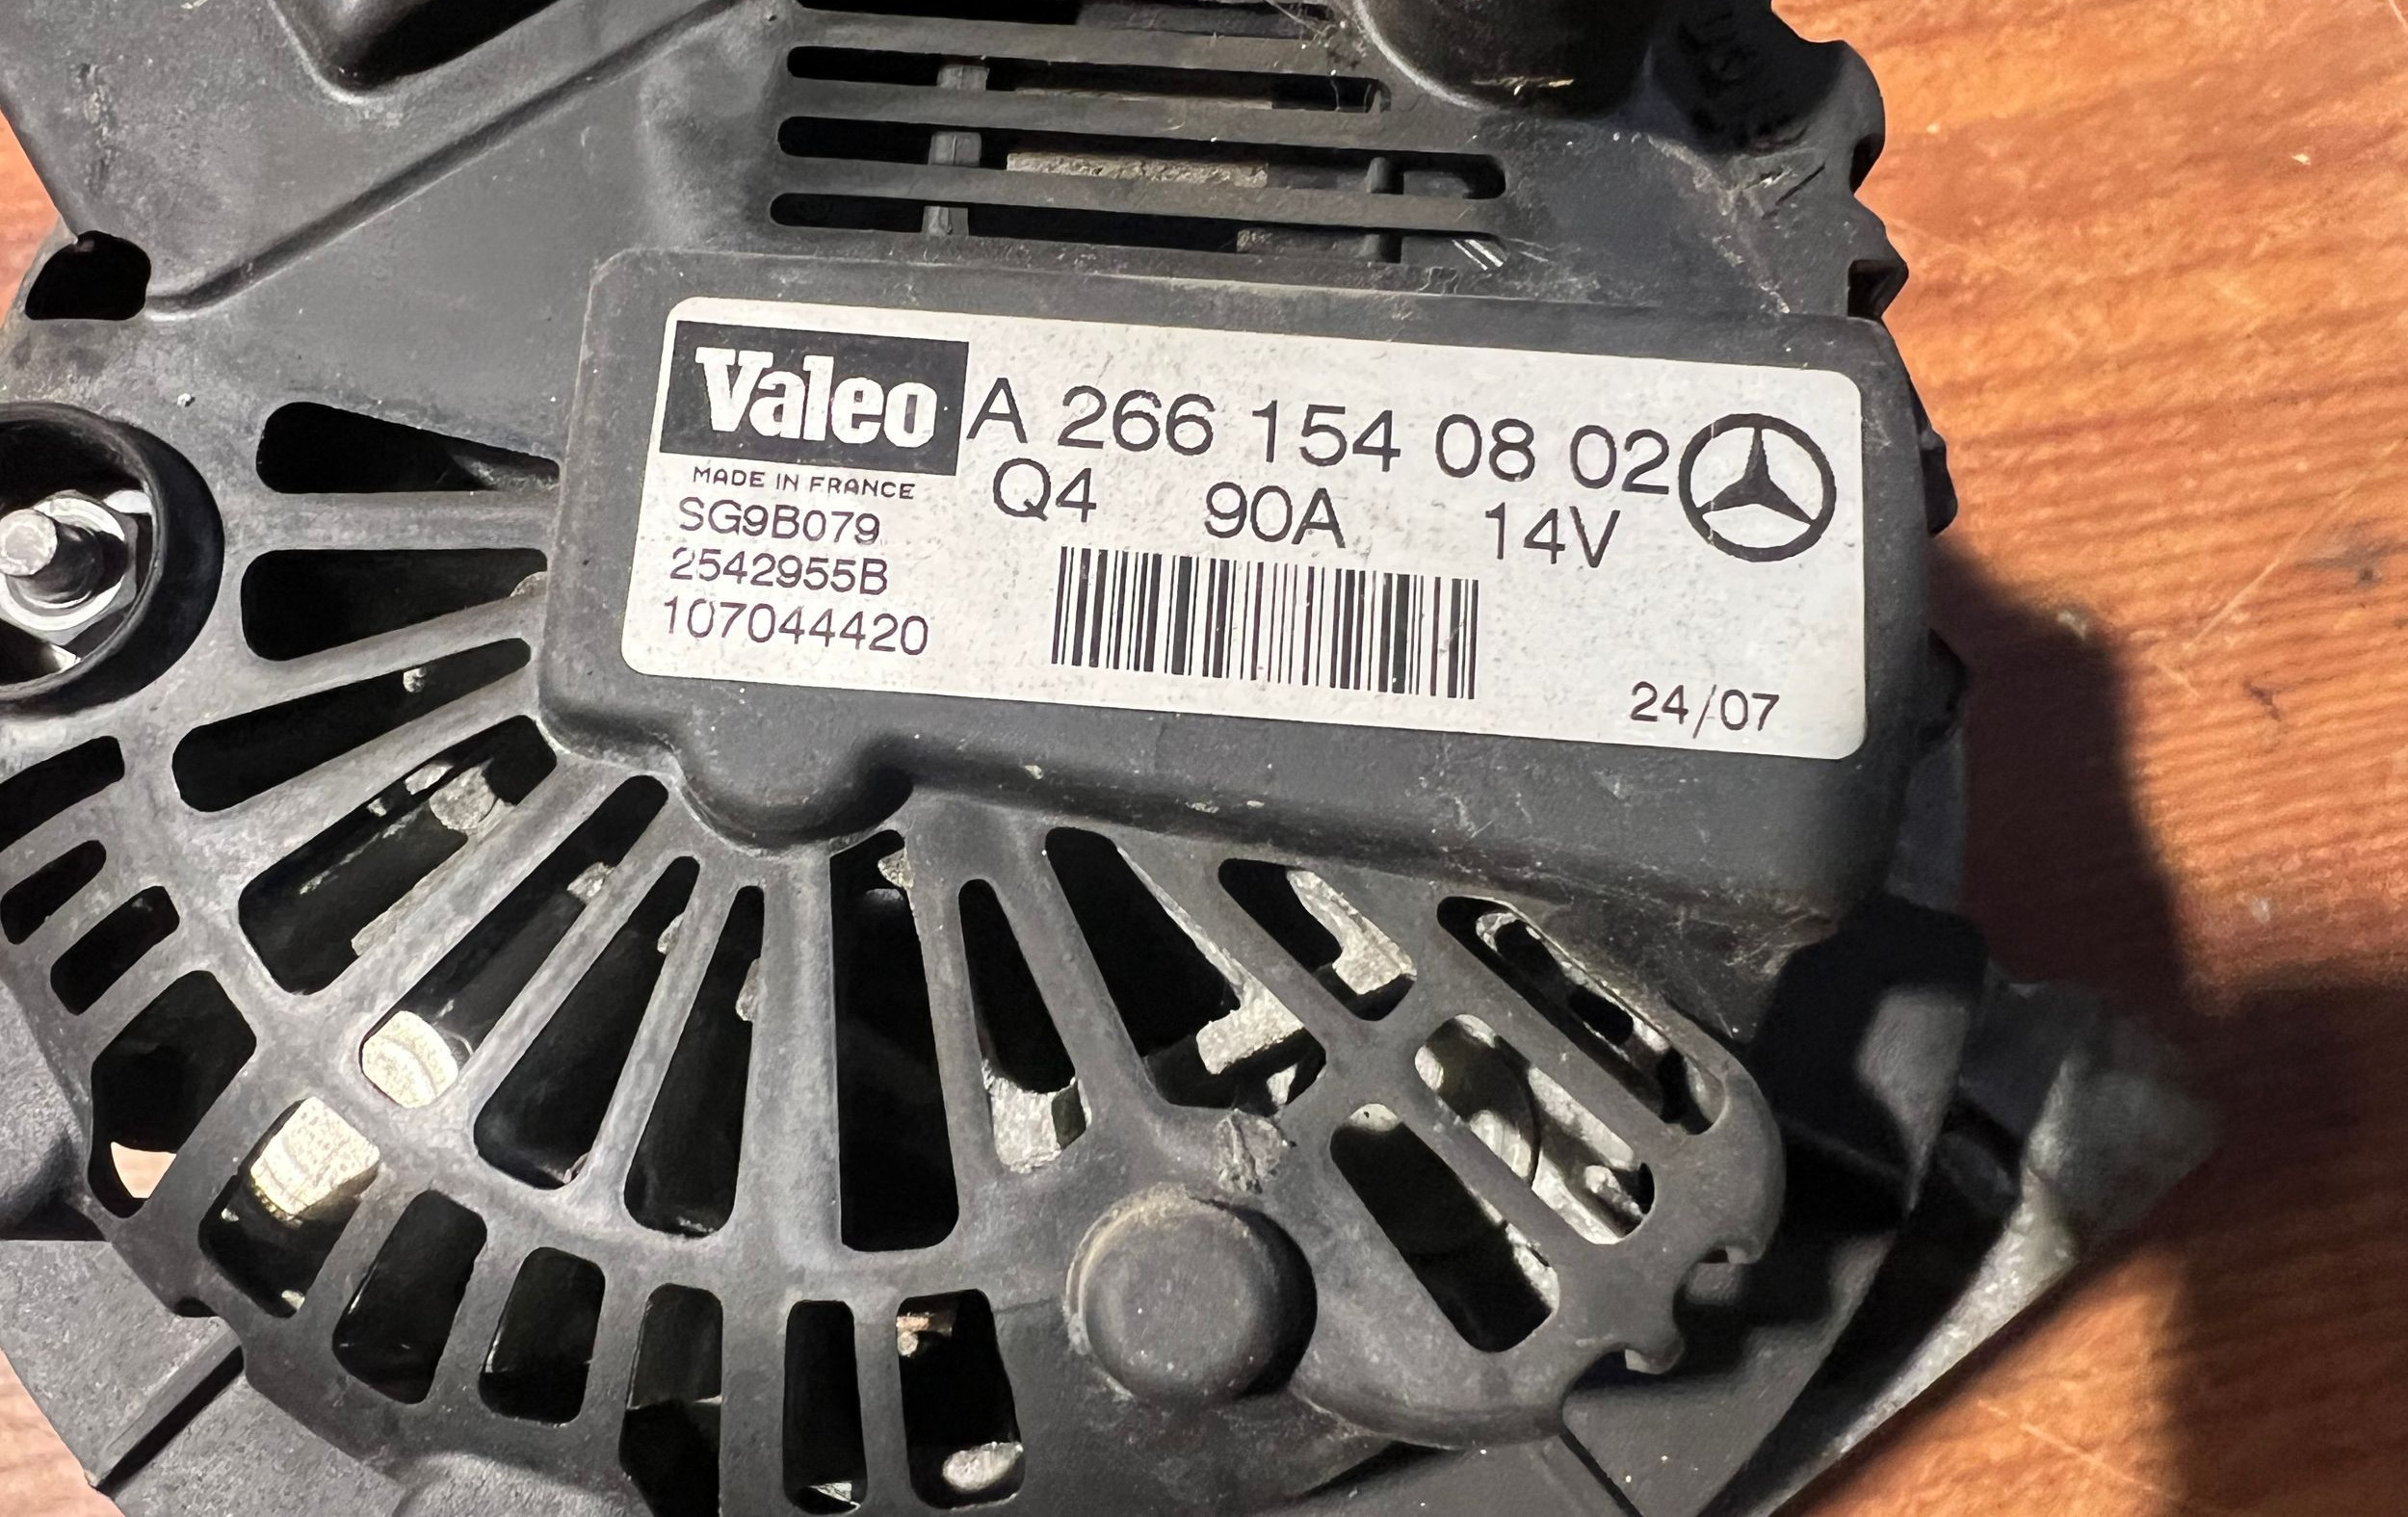 Valeo
A 266 154 08 02
MADE IN FRANCE
Q4 90A 14V
SG9B079
2542955B
107044420
24/07